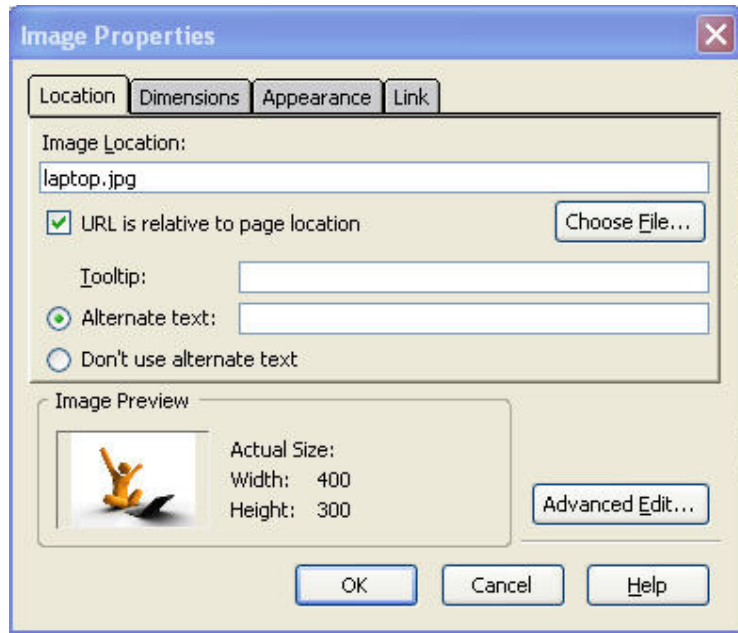 Image Properties
Location Dimensions Appearance Link
Image Location:
laptop.jpg
URL is relative to page location Choose File...
Tooltip:
Alternate text:
Don't use alternate text
Image Preview
Actual Size:
Width: 400
Height: 300
Advanced Edit...
OK Cancel Help